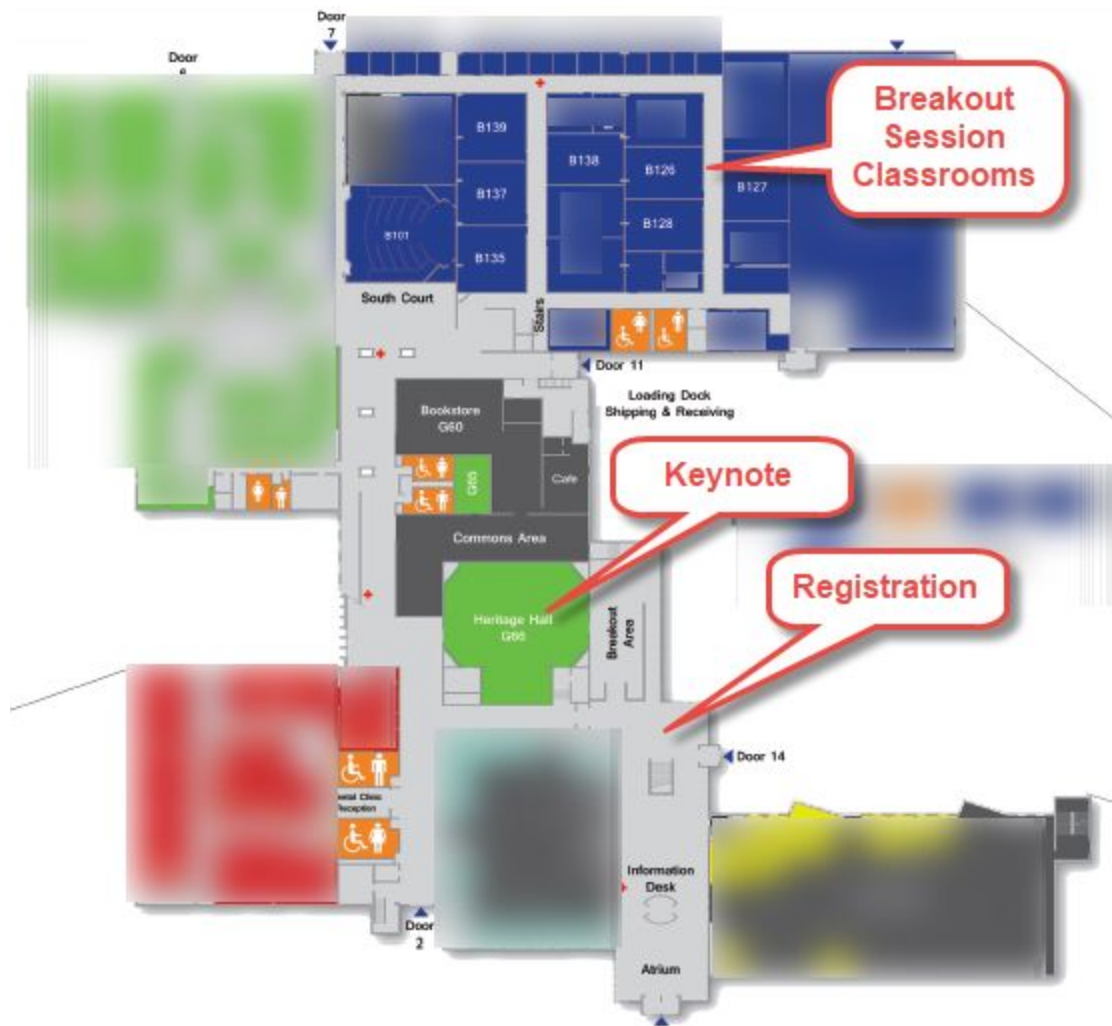 Door
7
Door
Breakout
Session
Classrooms
B139
B138
B126
B137
B127
B128
B101
B135
South Court
Stairs
Door 11
Loading Dock
Shipping & Receiving
Bookstore
G60
G65
Cafe
Keynote
Commons Area
Registration
Heritage Hall
G66
Breakout
Area
Door 14
Reception
Information
Desk
Door
2
Atrium